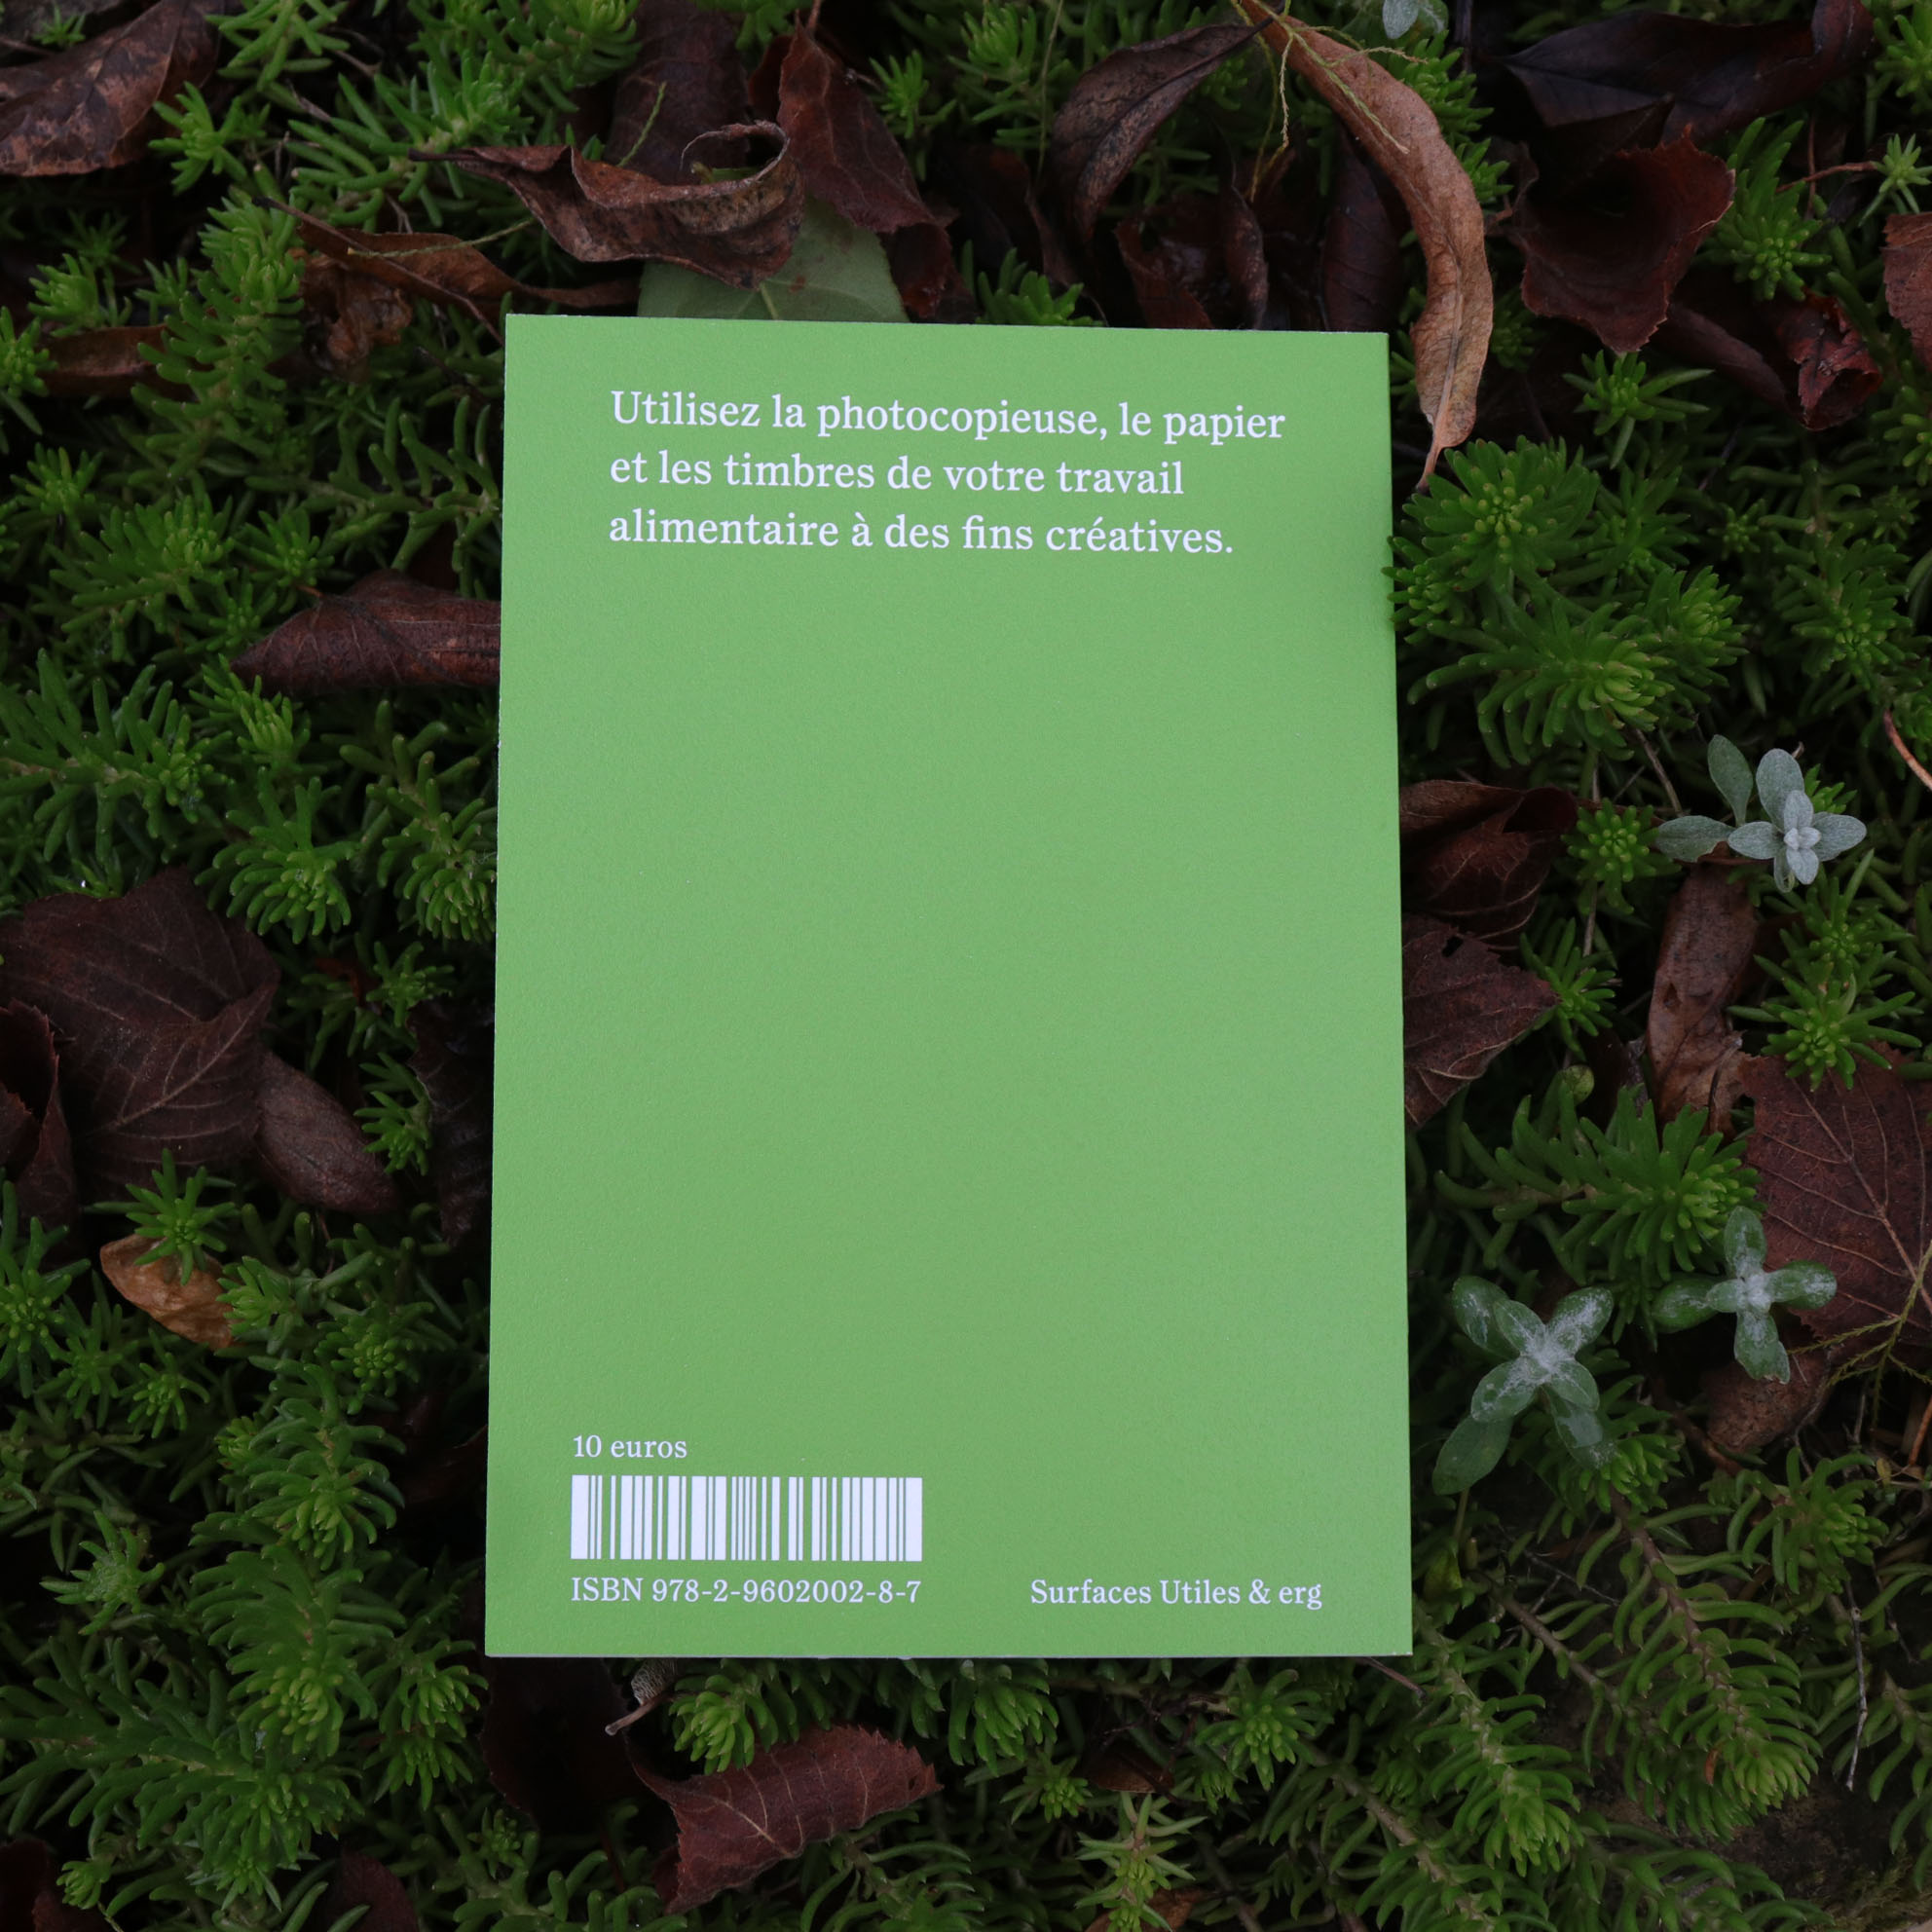 Utilisez la photocopieuse, le papier
et les timbres de votre travail
alimentaire à des fins créatives.
10 euros
ISBN 978-2-9602002-8-7
Surfaces Utiles & erg